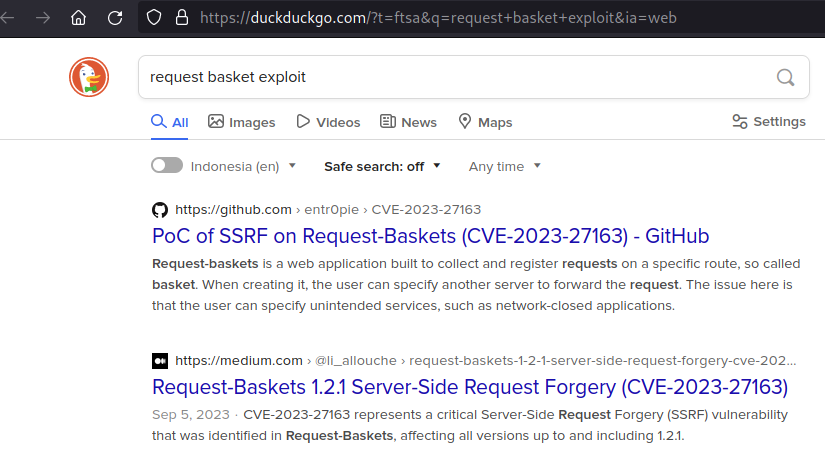 https://duckduckgo.com/?t=ftsa&q=request+basket+exploit&ia=web
request basket exploit
All Images Videos News Maps Settings
Indonesia (en) Safe search: off Any time
https://github.com › entr0pie › CVE-2023-27163
PoC of SSRF on Request-Baskets (CVE-2023-27163) - GitHub
Request-baskets is a web application built to collect and register requests on a specific route, so called
basket. When creating it, the user can specify another server to forward the request. The issue here is
that the user can specify unintended services, such as network-closed applications.
https://medium.com › @li_allouche › request-baskets-1-2-1-server-side-request-forgery-cve-202...
Request-Baskets 1.2.1 Server-Side Request Forgery (CVE-2023-27163)
Sep 5, 2023 · CVE-2023-27163 represents a critical Server-Side Request Forgery (SSRF) vulnerability
that was identified in Request-Baskets, affecting all versions up to and including 1.2.1.